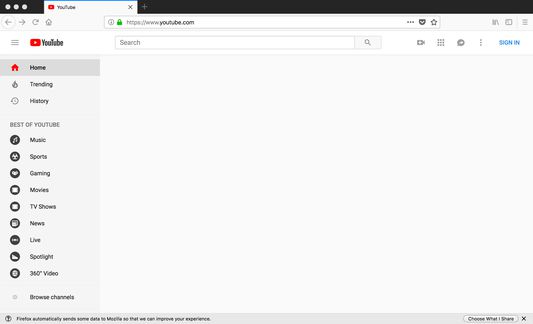 YouTube
https://www.youtube.com
YouTube
Search
SIGN IN
Home
Trending
History
BEST OF YOUTUBE
Music
Sports
Gaming
Movies
TV Shows
News
Live
Spotlight
360° Video
Browse channels
Firefox automatically sends some data to Mozilla so that we can improve your experience.
Choose What I Share